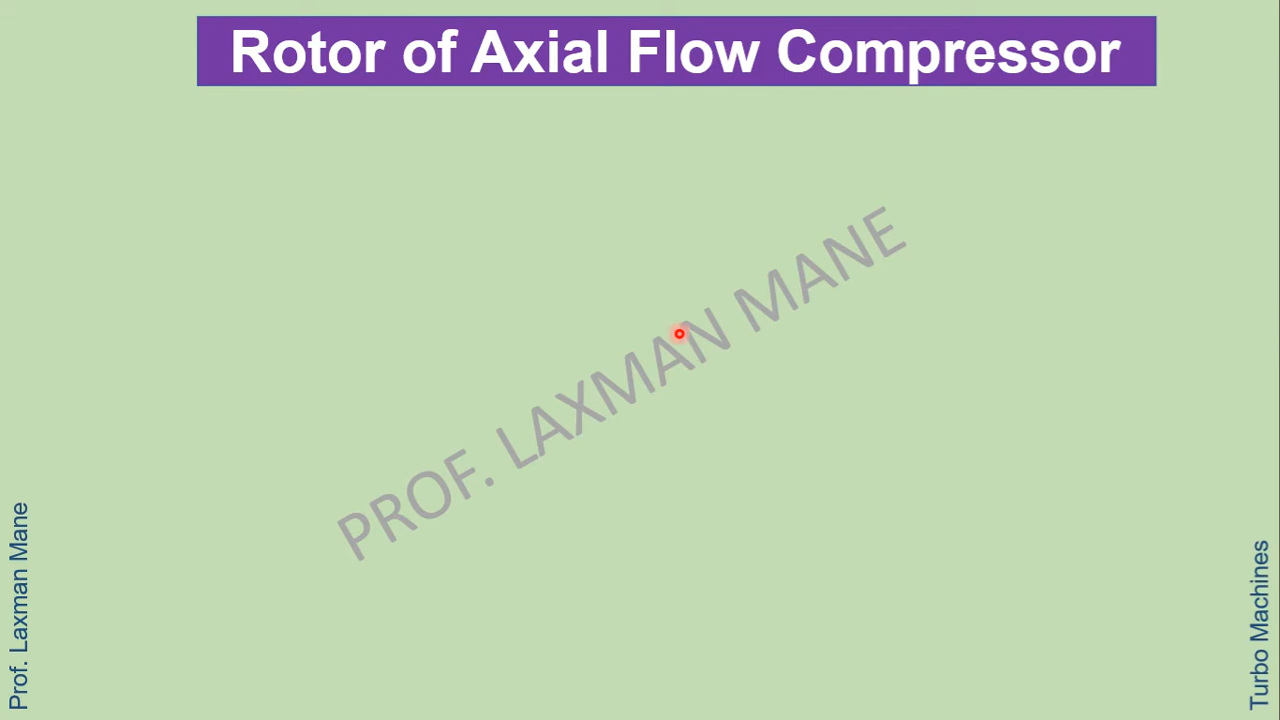 Rotor of Axial Flow Compressor
PROF. LAXMAN MANE
Prof. Laxman Mane
Turbo Machines